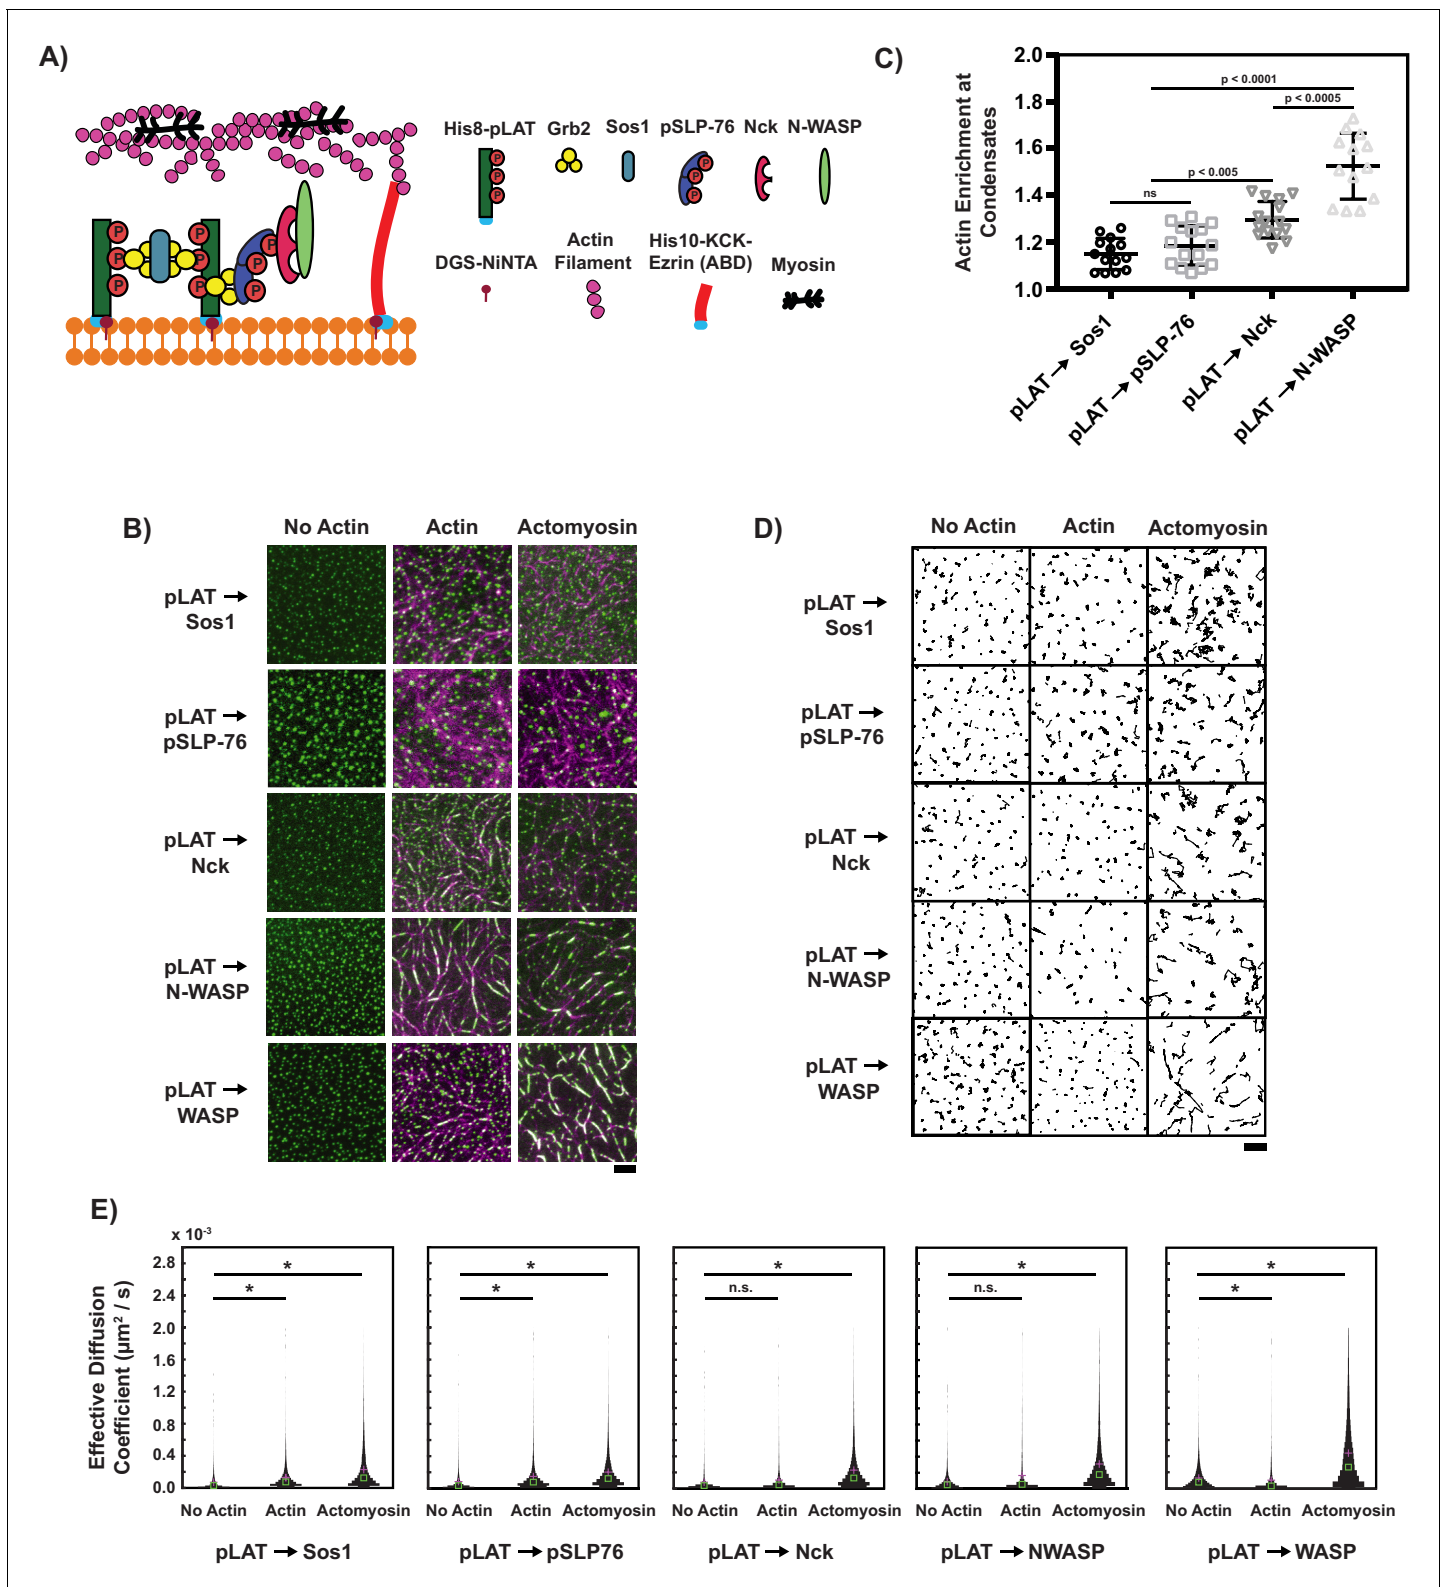 A)
His8-pLAT Grb2 Sos1 pSLP-76 Nck N-WASP
P P P
P P P
P P P
P P P
P P
DGS-NiNTA
Actin
Filament
His10-KCK-
Ezrin (ABD)
Myosin
C)
Actin Enrichment at
Condensates
2.0
1.8
1.6
1.4
1.2
1.0
p < 0.0001
p < 0.0005
p < 0.005
ns
pLAT → Sos1
pLAT → pSLP-76
pLAT → Nck
pLAT → N-WASP
B)
No Actin Actin Actomyosin
pLAT →
Sos1
pLAT →
pSLP-76
pLAT →
Nck
pLAT →
N-WASP
pLAT →
WASP
D)
No Actin Actin Actomyosin
pLAT →
Sos1
pLAT →
pSLP-76
pLAT →
Nck
pLAT →
N-WASP
pLAT →
WASP
E)
x 10⁻³
Effective Diffusion
Coefficient (µm² / s)
2.8
2.4
2.0
1.6
1.2
0.8
0.4
0.0
*
*
No Actin Actin Actomyosin
pLAT → Sos1
*
*
No Actin Actin Actomyosin
pLAT → pSLP76
*
n.s.
No Actin Actin Actomyosin
pLAT → Nck
*
n.s.
No Actin Actin Actomyosin
pLAT → NWASP
*
*
No Actin Actin Actomyosin
pLAT → WASP